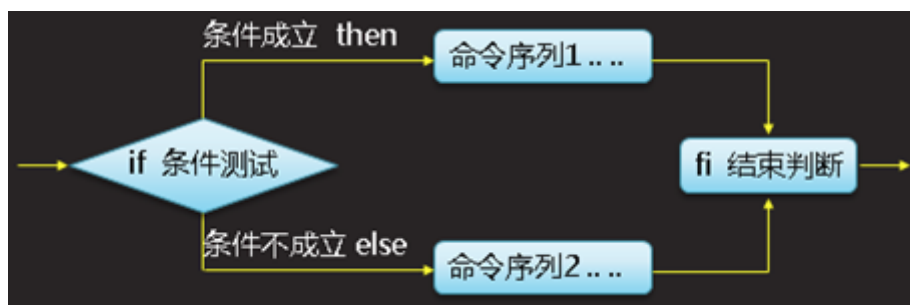 条件成立 then
命令序列1 .. ..
if 条件测试
fi 结束判断
条件不成立 else
命令序列2 .. ..